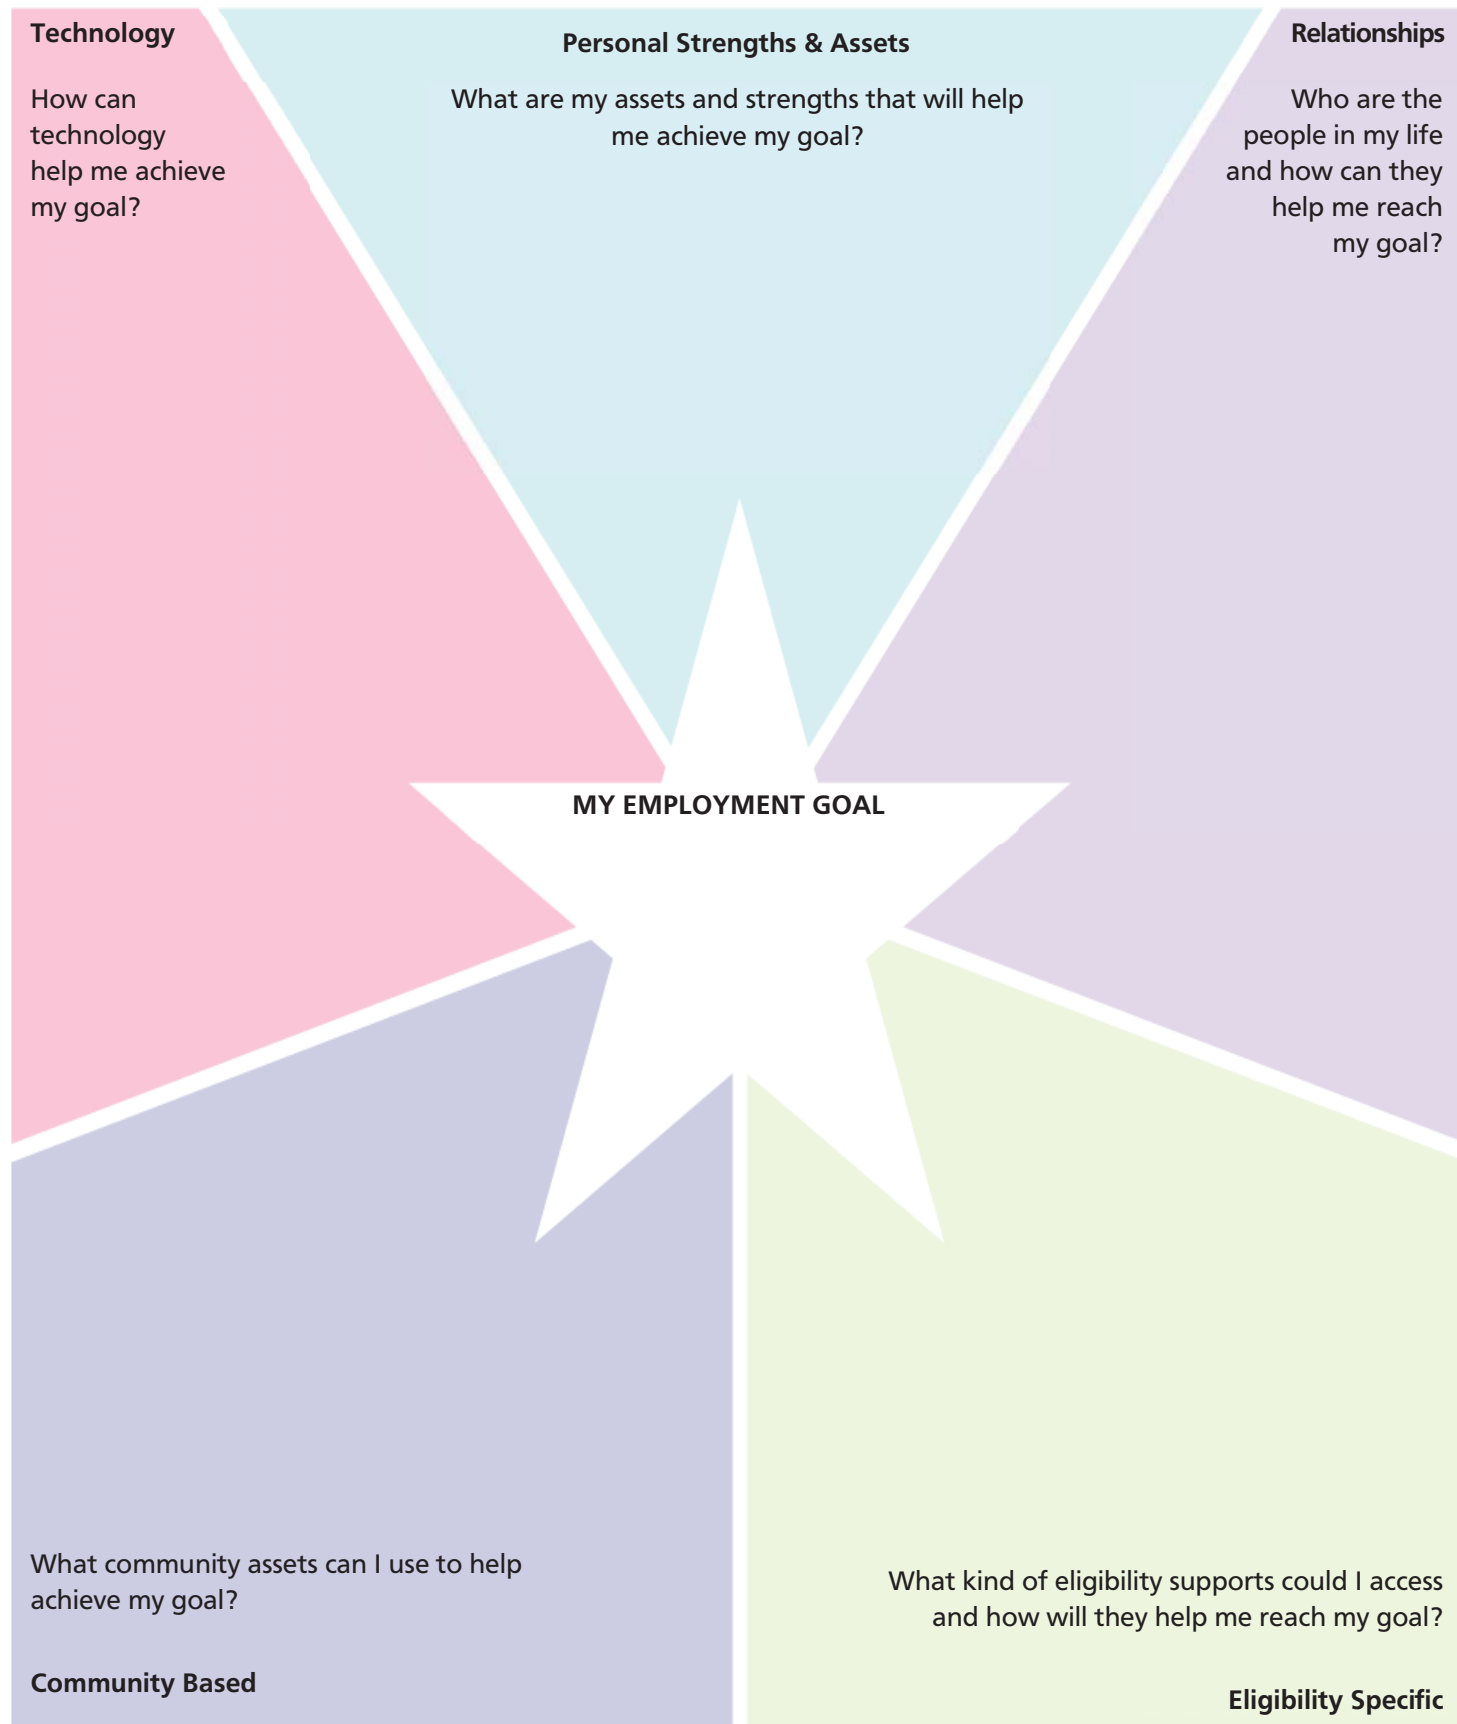 Technology
How can
technology
help me achieve
my goal?
Personal Strengths & Assets
What are my assets and strengths that will help
me achieve my goal?
Relationships
Who are the
people in my life
and how can they
help me reach
my goal?
MY EMPLOYMENT GOAL
What community assets can I use to help
achieve my goal?
Community Based
What kind of eligibility supports could I access
and how will they help me reach my goal?
Eligibility Specific